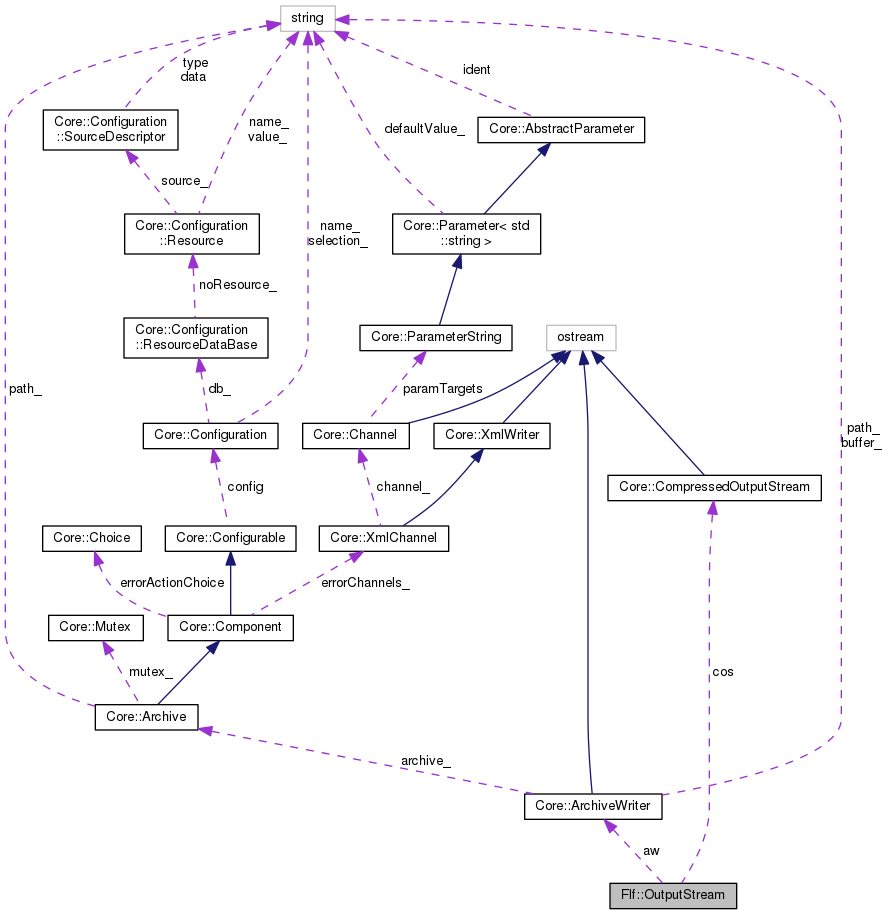 string
type
data
ident
Core::Configuration
::SourceDescriptor
name_
value_
defaultValue_
Core::AbstractParameter
source_
Core::Configuration
::Resource
name_
selection_
Core::Parameter< std
::string >
noResource_
Core::Configuration
::ResourceDataBase
Core::ParameterString
ostream
path_
db_
paramTargets
Core::Configuration
Core::Channel
Core::XmlWriter
path_
buffer_
config
channel_
Core::CompressedOutputStream
Core::Choice
Core::Configurable
Core::XmlChannel
errorActionChoice
errorChannels_
Core::Mutex
Core::Component
mutex_
cos
Core::Archive
archive_
Core::ArchiveWriter
aw
Flf::OutputStream